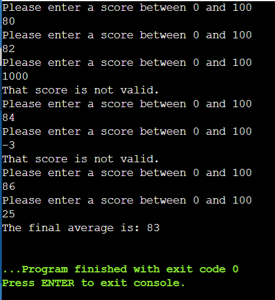 Please enter a score between 0 and 100
80
Please enter a score between 0 and 100
82
Please enter a score between 0 and 100
1000
That score is not valid.
Please enter a score between 0 and 100
84
Please enter a score between 0 and 100
-3
That score is not valid.
Please enter a score between 0 and 100
86
Please enter a score between 0 and 100
25
The final average is: 83
...Program finished with exit code 0
Press ENTER to exit console.